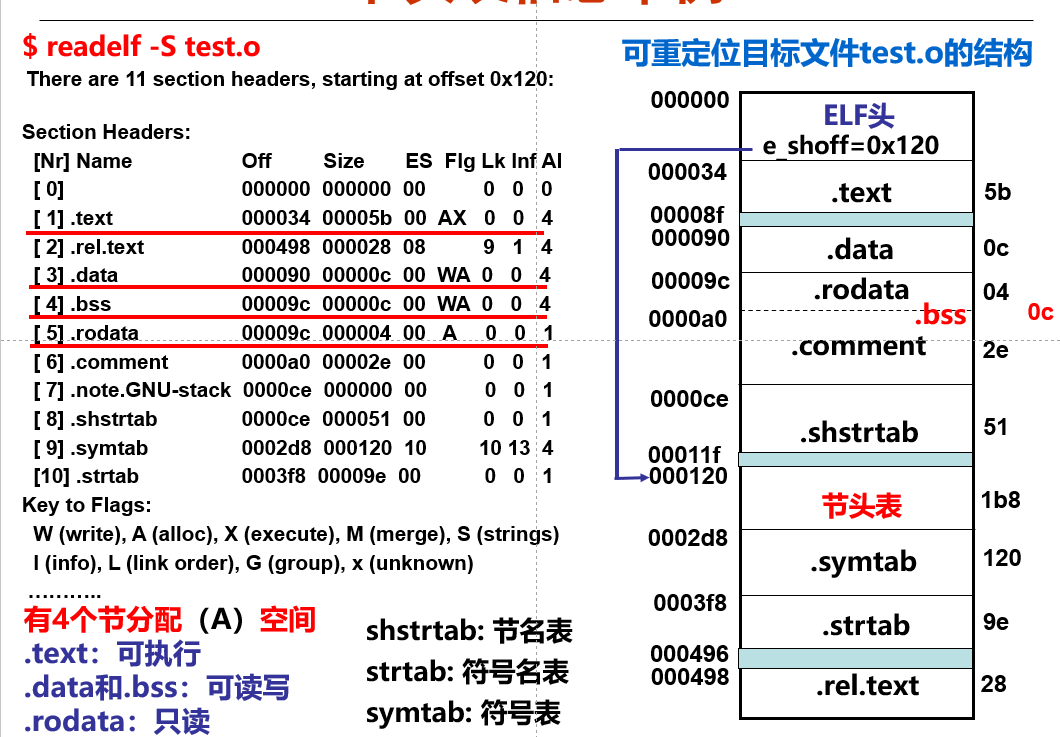 $ readelf -S test.o
There are 11 section headers, starting at offset 0x120:
Section Headers:
[Nr] Name Off Size ES Flg Lk Inf Al
[ 0] 000000 000000 00 0 0 0
[ 1] .text 000034 00005b 00 AX 0 0 4
[ 2] .rel.text 000498 000028 08 9 1 4
[ 3] .data 000090 00000c 00 WA 0 0 4
[ 4] .bss 00009c 00000c 00 WA 0 0 4
[ 5] .rodata 00009c 000004 00 A 0 0 1
[ 6] .comment 0000a0 00002e 00 0 0 1
[ 7] .note.GNU-stack 0000ce 000000 00 0 0 1
[ 8] .shstrtab 0000ce 000051 00 0 0 1
[ 9] .symtab 0002d8 000120 10 10 13 4
[10] .strtab 0003f8 00009e 00 0 0 1
Key to Flags:
W (write), A (alloc), X (execute), M (merge), S (strings)
I (info), L (link order), G (group), x (unknown)
………..
有4个节分配（A）空间
.text：可执行
.data和.bss：可读写
.rodata：只读
shstrtab: 节名表
strtab: 符号名表
symtab: 符号表
可重定位目标文件test.o的结构
000000
ELF头
e_shoff=0x120
000034
.text 5b
00008f
000090
.data 0c
00009c
.rodata 04
.bss 0c
0000a0
.comment 2e
0000ce
.shstrtab 51
00011f
000120
节头表 1b8
0002d8
.symtab 120
0003f8
.strtab 9e
000496
000498
.rel.text 28